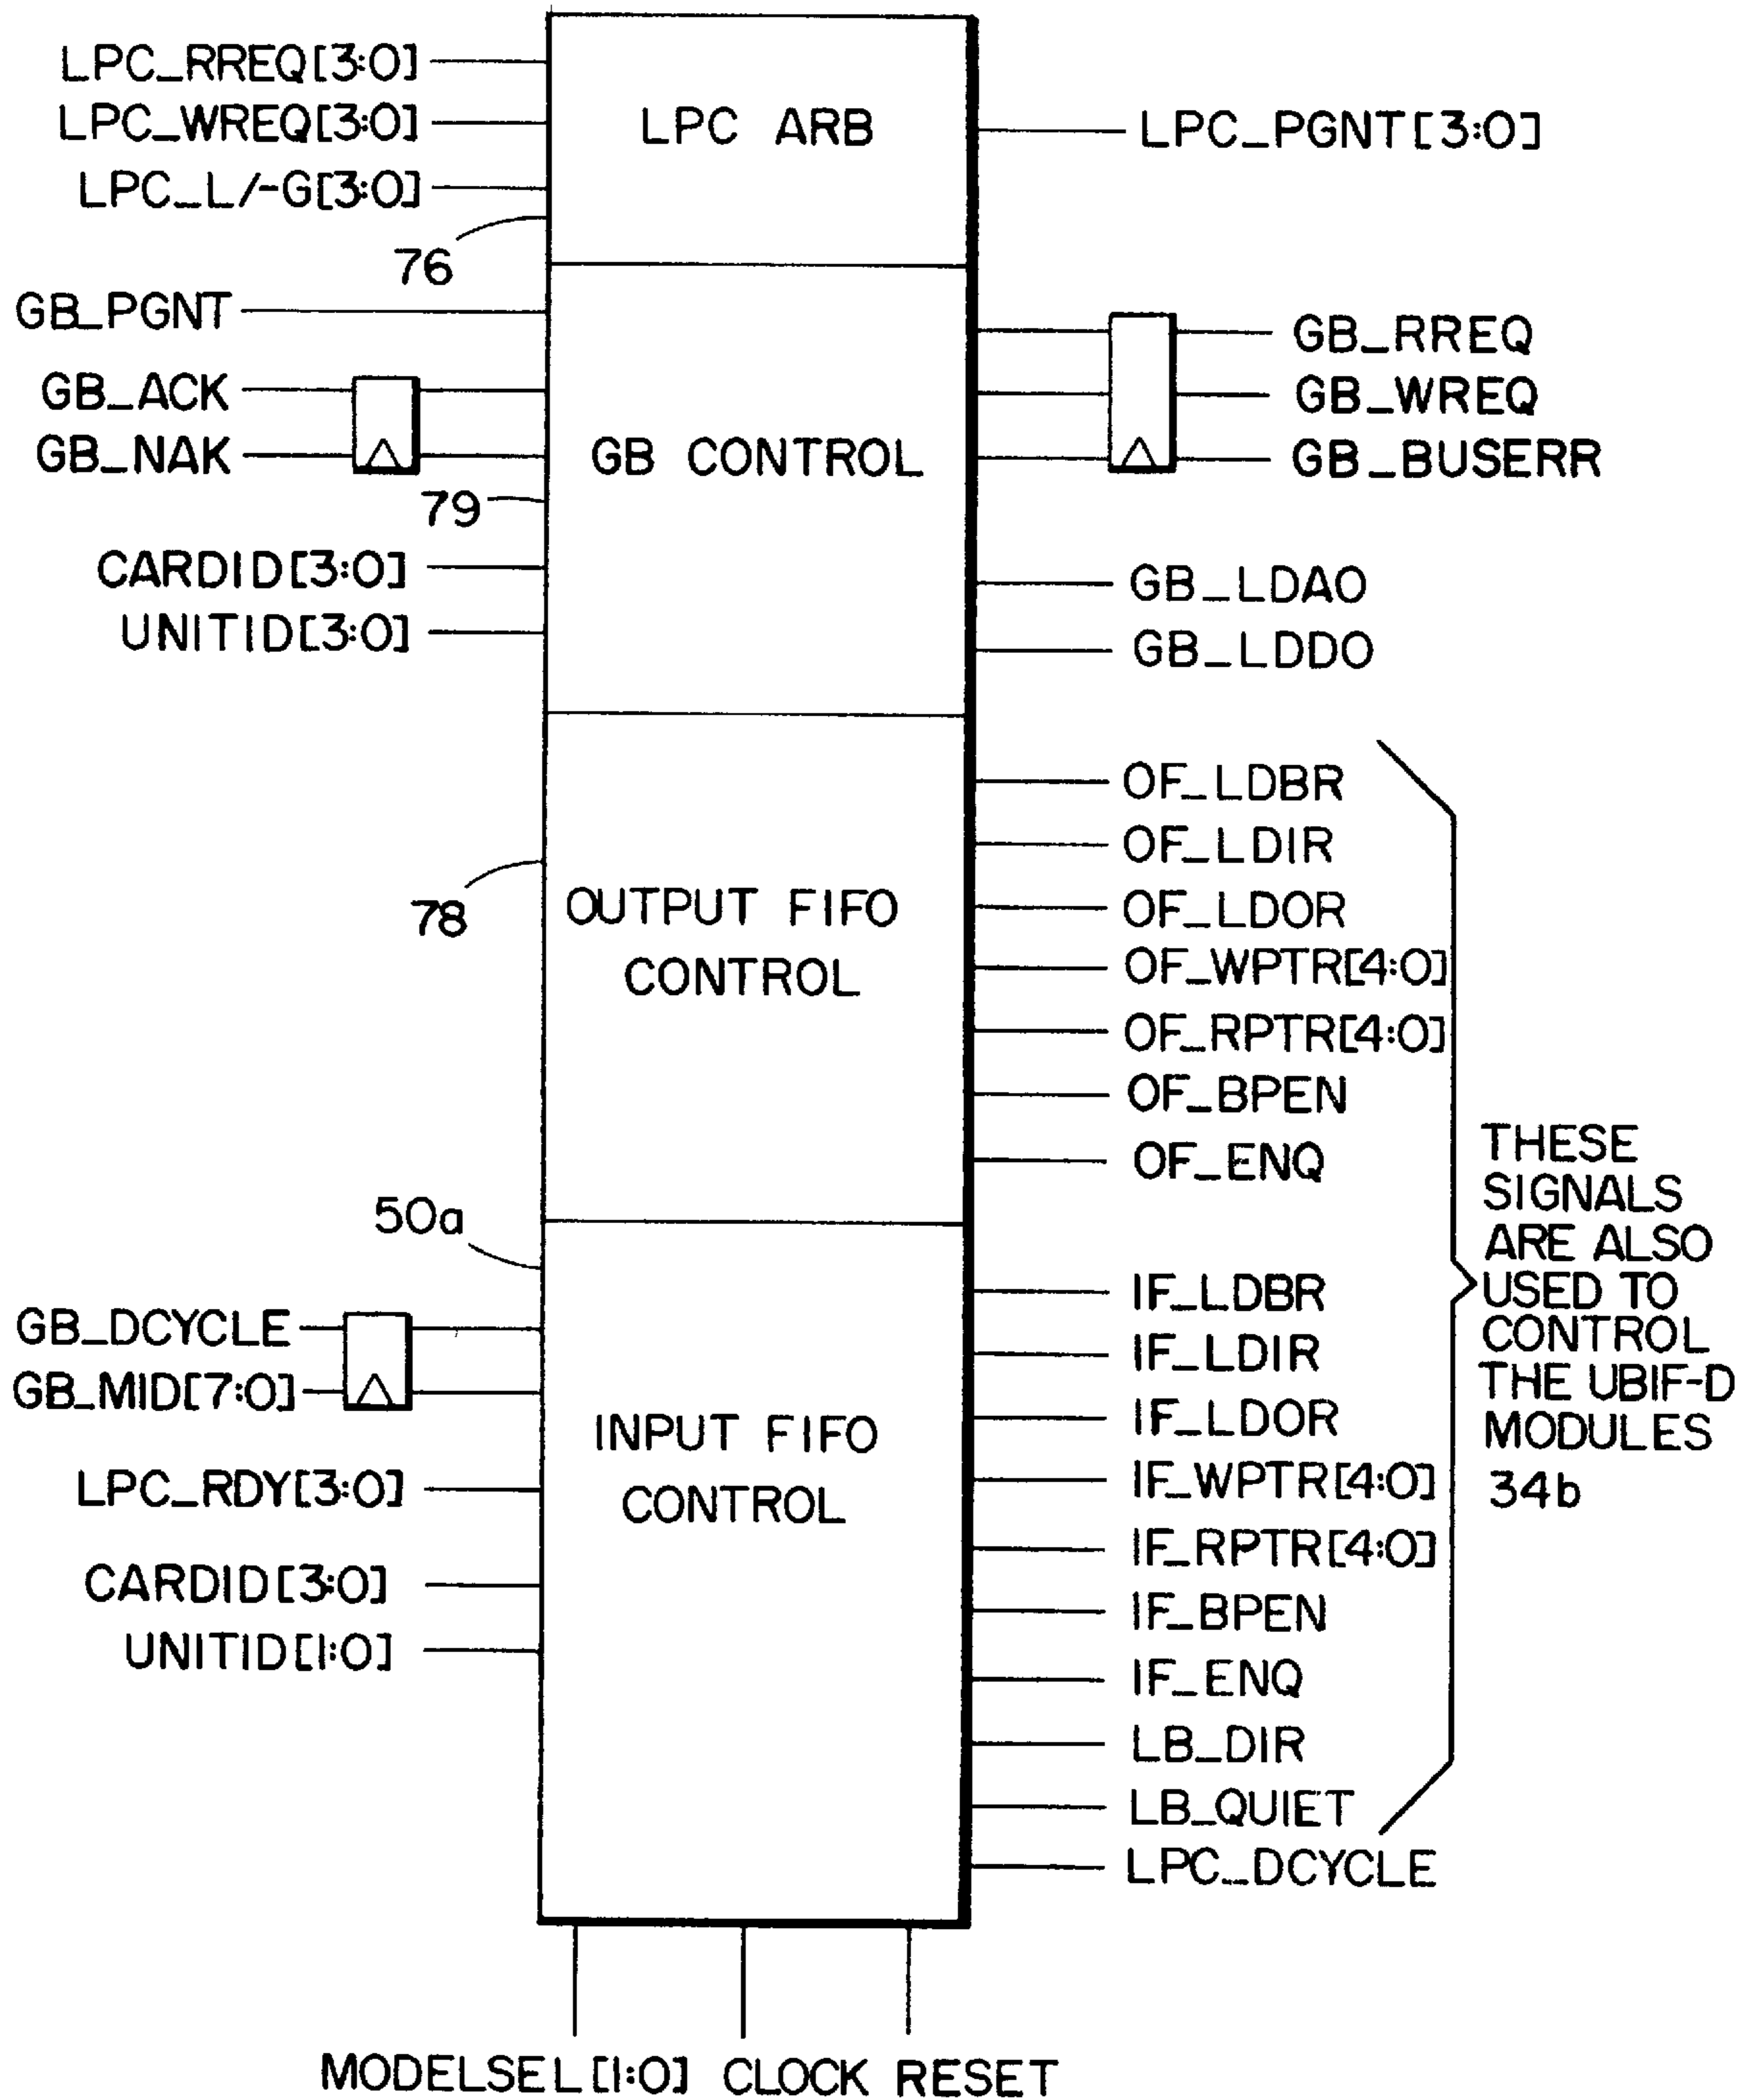 LPC_RREQ[3:0]
LPC_WREQ[3:0]
LPC_L/-G[3:0]
76
LPC ARB
LPC_PGNT[3:0]
GB_PGNT
GB_ACK
GB_NAK
79
CARDID[3:0]
UNITID[3:0]
GB CONTROL
GB_RREQ
GB_WREQ
GB_BUSERR
GB_LDAO
GB_LDDO
78
OUTPUT FIFO
CONTROL
OF_LDBR
OF_LDIR
OF_LDOR
OF_WPTR[4:0]
OF_RPTR[4:0]
OF_BPEN
OF_ENQ
50a
GB_DCYCLE
GB_MID[7:0]
LPC_RDY[3:0]
CARDID[3:0]
UNITID[1:0]
INPUT FIFO
CONTROL
IF_LDBR
IF_LDIR
IF_LDOR
IF_WPTR[4:0]
IF_RPTR[4:0]
IF_BPEN
IF_ENQ
LB_DIR
LB_QUIET
LPC_DCYCLE
THESE
SIGNALS
ARE ALSO
USED TO
CONTROL
THE UBIF-D
MODULES
34b
MODELSEL[1:0] CLOCK RESET